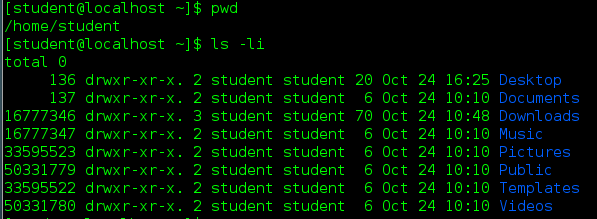 [student@localhost ~]$ pwd
/home/student
[student@localhost ~]$ ls -li
total 0
     136 drwxr-xr-x. 2 student student 20 Oct 24 16:25 Desktop
     137 drwxr-xr-x. 2 student student  6 Oct 24 10:10 Documents
16777346 drwxr-xr-x. 3 student student 70 Oct 24 10:48 Downloads
16777347 drwxr-xr-x. 2 student student  6 Oct 24 10:10 Music
33595523 drwxr-xr-x. 2 student student  6 Oct 24 10:10 Pictures
50331779 drwxr-xr-x. 2 student student  6 Oct 24 10:10 Public
33595522 drwxr-xr-x. 2 student student  6 Oct 24 10:10 Templates
50331780 drwxr-xr-x. 2 student student  6 Oct 24 10:10 Videos